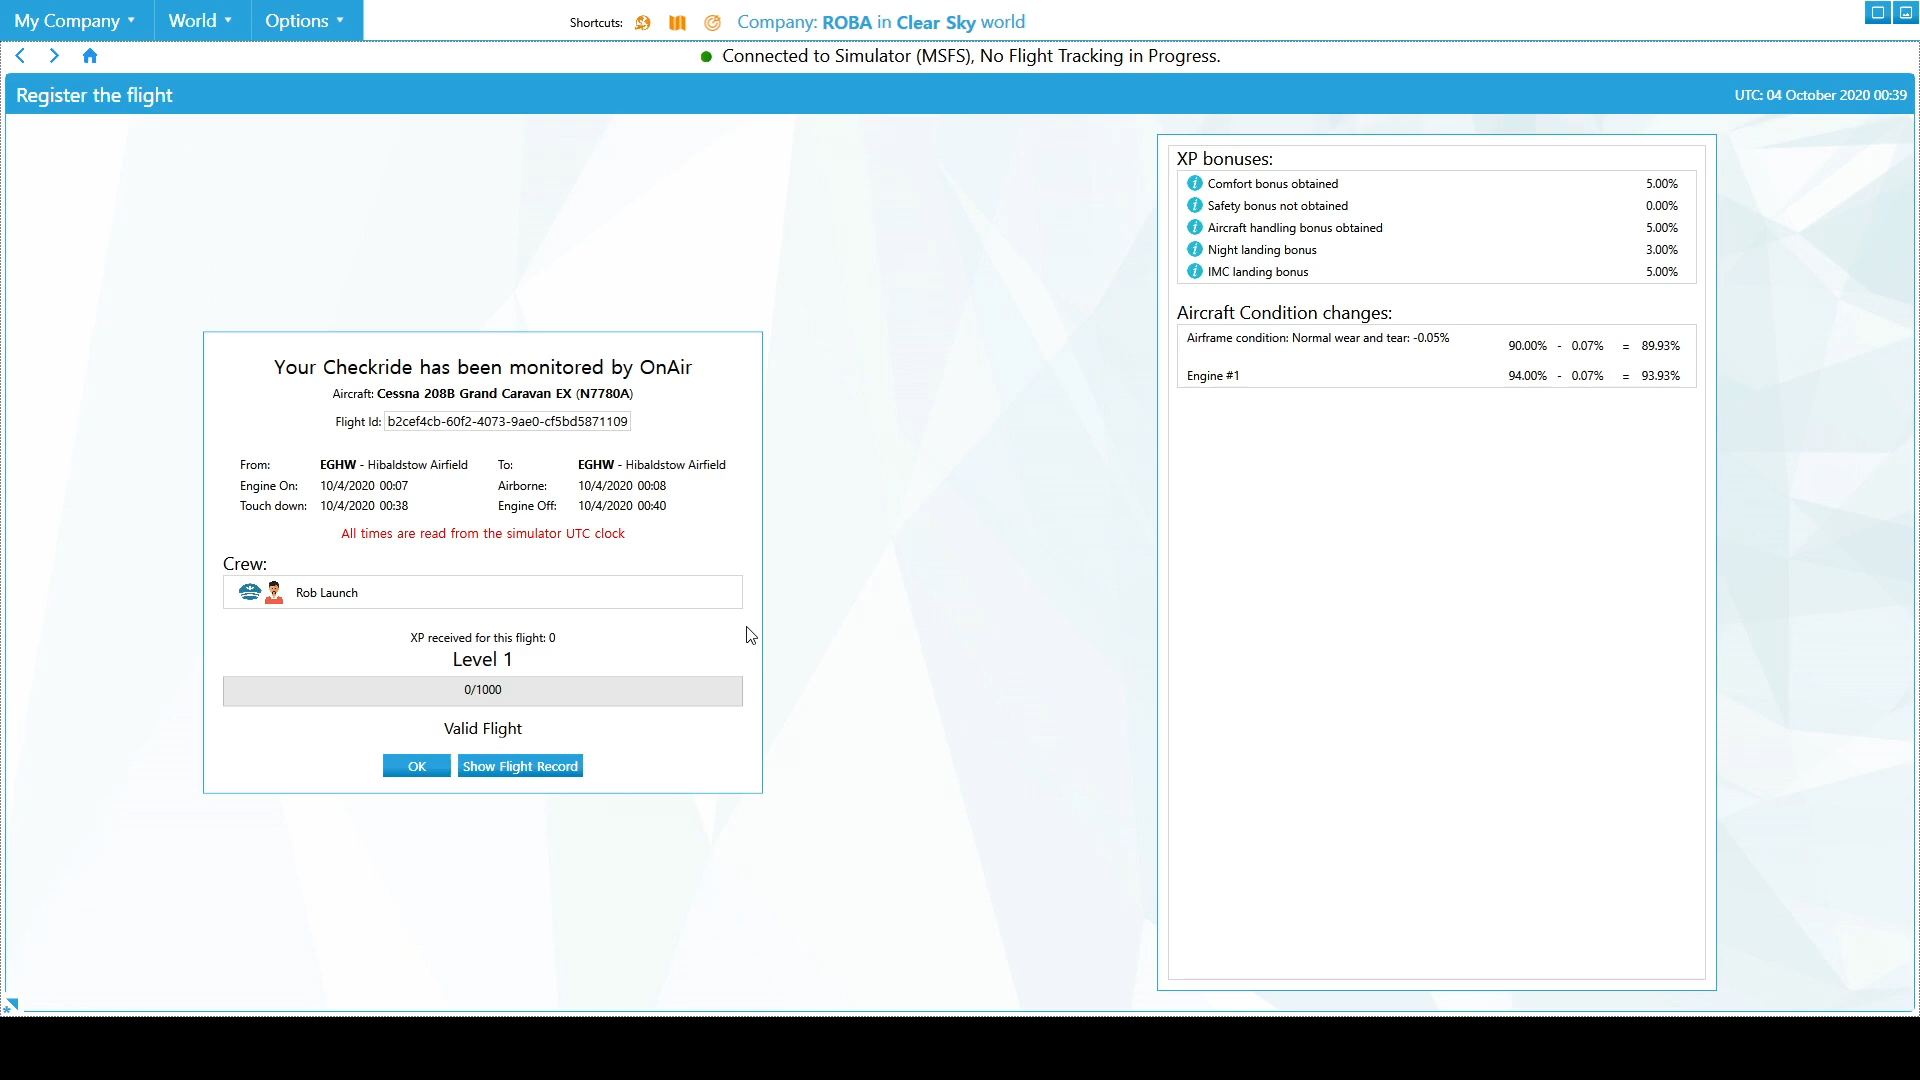 My Company World Options Shortcuts: Company: ROBA in Clear Sky world
Connected to Simulator (MSFS), No Flight Tracking in Progress.
Register the flight UTC: 04 October 2020 00:39
Your Checkride has been monitored by OnAir
Aircraft: Cessna 208B Grand Caravan EX (N7780A)
Flight Id: b2cef4cb-60f2-4073-9ae0-cf5bd5871109
From: EGHW - Hibaldstow Airfield To: EGHW - Hibaldstow Airfield
Engine On: 10/4/2020 00:07 Airborne: 10/4/2020 00:08
Touch down: 10/4/2020 00:38 Engine Off: 10/4/2020 00:40
All times are read from the simulator UTC clock
Crew:
Rob Launch
XP received for this flight: 0
Level 1
0/1000
Valid Flight
OK Show Flight Record
XP bonuses:
Comfort bonus obtained 5.00%
Safety bonus not obtained 0.00%
Aircraft handling bonus obtained 5.00%
Night landing bonus 3.00%
IMC landing bonus 5.00%
Aircraft Condition changes:
Airframe condition: Normal wear and tear: -0.05% 90.00% - 0.07% = 89.93%
Engine #1 94.00% - 0.07% = 93.93%